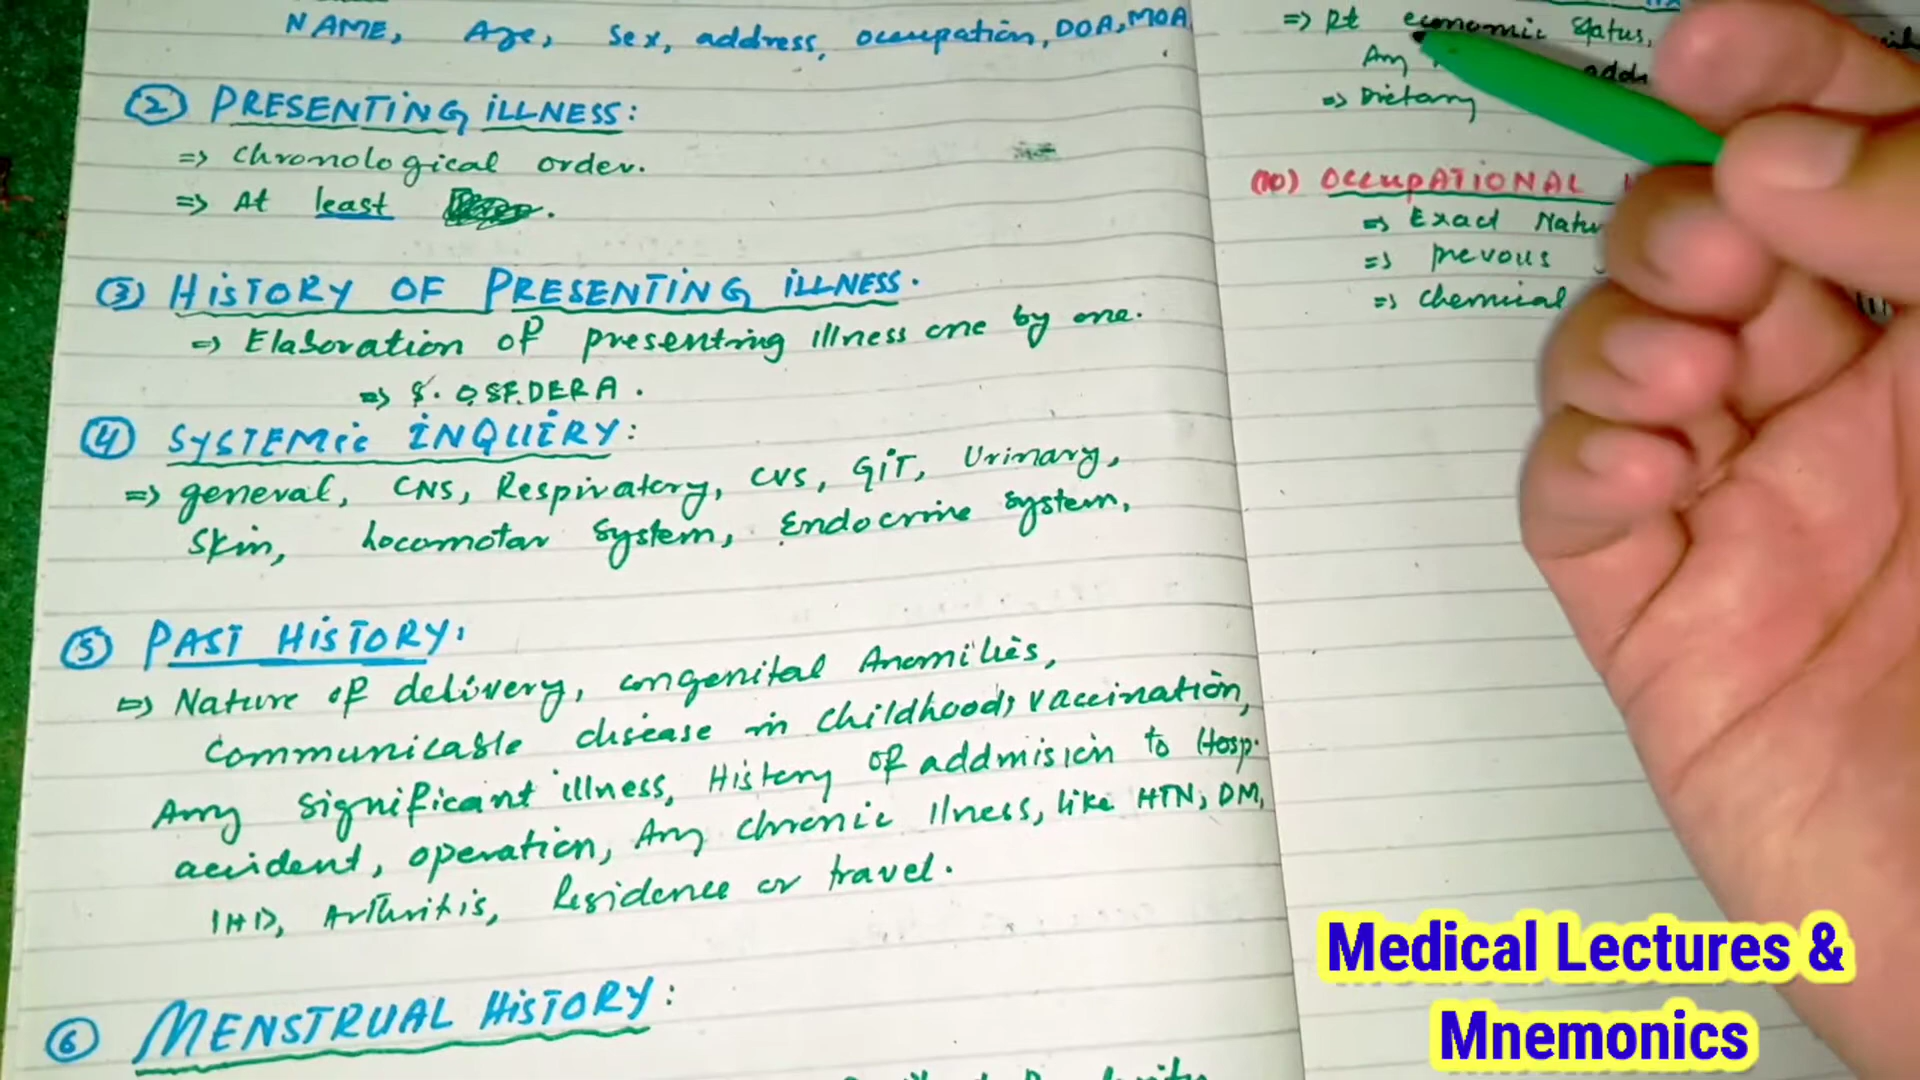 NAME, Age, Sex, address, occupation, DOA, MOA
② PRESENTING ILLNESS:
=> Chronological order.
=> At least
③ HISTORY OF PRESENTING ILLNESS.
=> Elaboration of presenting illness one by one.
=> S. OSF.DERA.
④ SYSTEMIC INQUIERY:
=> general, CNS, Respiratory, CVS, GIT, Urinary,
Skin, Locomotar System, Endocrine system,
⑤ PAST HISTORY:
=> Nature of delivery, congenital Anomilies,
Communicable disease in childhood, vaccination,
Any significant illness, History of addmision to Hosp.
accident, operation, Any chronic illness, like HTN, DM,
IHD, Arthritis, Residence or travel.
⑥ MENSTRUAL HISTORY:
=> Pt economic status,
Any
=> Dietary
(10) OCCUPATIONAL
=> Exact
=> prevous
=> Chemical
Medical Lectures &
Mnemonics